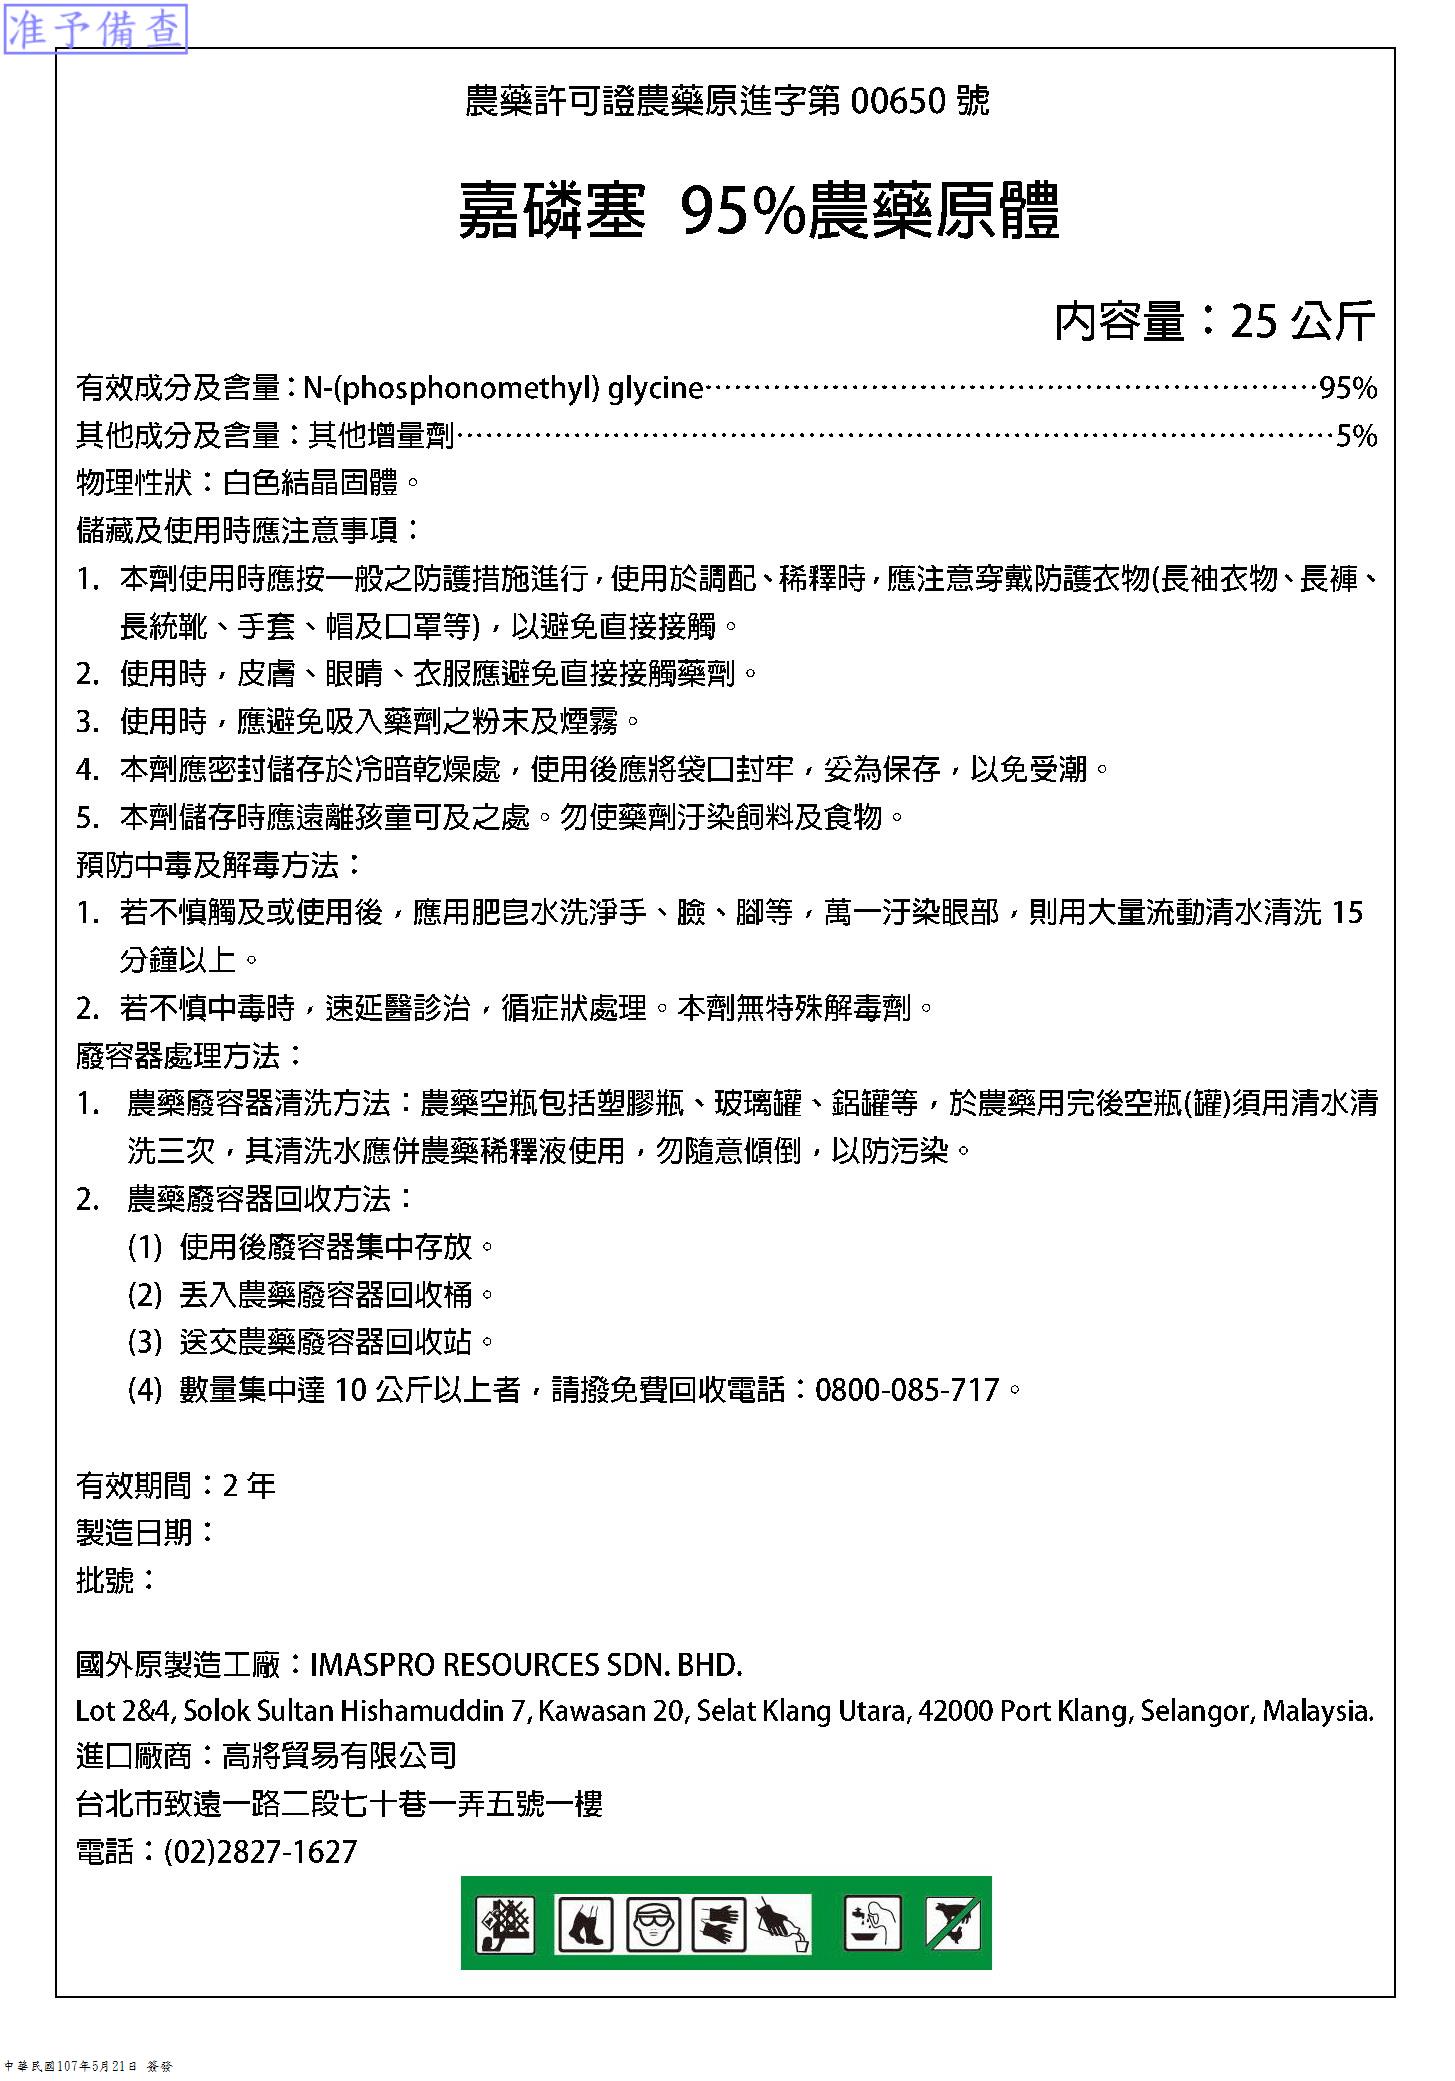 准予備查
農藥許可證農藥原進字第 00650 號
嘉磷塞 95%農藥原體
內容量：25 公斤
有效成分及含量：N-(phosphonomethyl) glycine⋯⋯⋯⋯⋯⋯⋯⋯⋯⋯⋯⋯⋯⋯⋯⋯⋯95%
其他成分及含量：其他增量劑⋯⋯⋯⋯⋯⋯⋯⋯⋯⋯⋯⋯⋯⋯⋯⋯⋯⋯⋯⋯⋯⋯⋯⋯⋯⋯⋯⋯⋯⋯5%
物理性狀：白色結晶固體。
儲藏及使用時應注意事項：
1. 本劑使用時應按一般之防護措施進行，使用於調配、稀釋時，應注意穿戴防護衣物(長袖衣物、長褲、
長統靴、手套、帽及口罩等)，以避免直接接觸。
2. 使用時，皮膚、眼睛、衣服應避免直接接觸藥劑。
3. 使用時，應避免吸入藥劑之粉末及煙霧。
4. 本劑應密封儲存於冷暗乾燥處，使用後應將袋口封牢，妥為保存，以免受潮。
5. 本劑儲存時應遠離孩童可及之處。勿使藥劑汙染飼料及食物。
預防中毒及解毒方法：
1. 若不慎觸及或使用後，應用肥皂水洗淨手、臉、腳等，萬一汙染眼部，則用大量流動清水清洗 15
分鐘以上。
2. 若不慎中毒時，速延醫診治，循症狀處理。本劑無特殊解毒劑。
廢容器處理方法：
1. 農藥廢容器清洗方法：農藥空瓶包括塑膠瓶、玻璃罐、鋁罐等，於農藥用完後空瓶(罐)須用清水清
洗三次，其清洗水應併農藥稀釋液使用，勿隨意傾倒，以防污染。
2. 農藥廢容器回收方法：
(1) 使用後廢容器集中存放。
(2) 丟入農藥廢容器回收桶。
(3) 送交農藥廢容器回收站。
(4) 數量集中達 10 公斤以上者，請撥免費回收電話：0800-085-717。
有效期間：2 年
製造日期：
批號：
國外原製造工廠：IMASPRO RESOURCES SDN. BHD.
Lot 2&4, Solok Sultan Hishamuddin 7, Kawasan 20, Selat Klang Utara, 42000 Port Klang, Selangor, Malaysia.
進口廠商：高將貿易有限公司
台北市致遠一路二段七十巷一弄五號一樓
電話：(02)2827-1627
中華民國107年5月21日 簽發